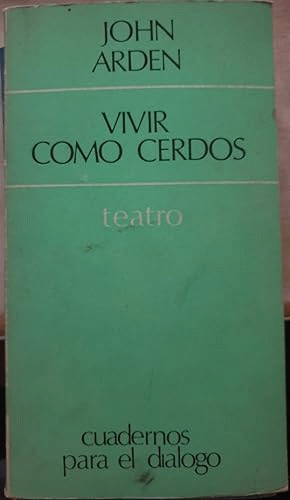 JOHN
ARDEN
VIVIR
COMO CERDOS
teatro
cuadernos
para el dialogo